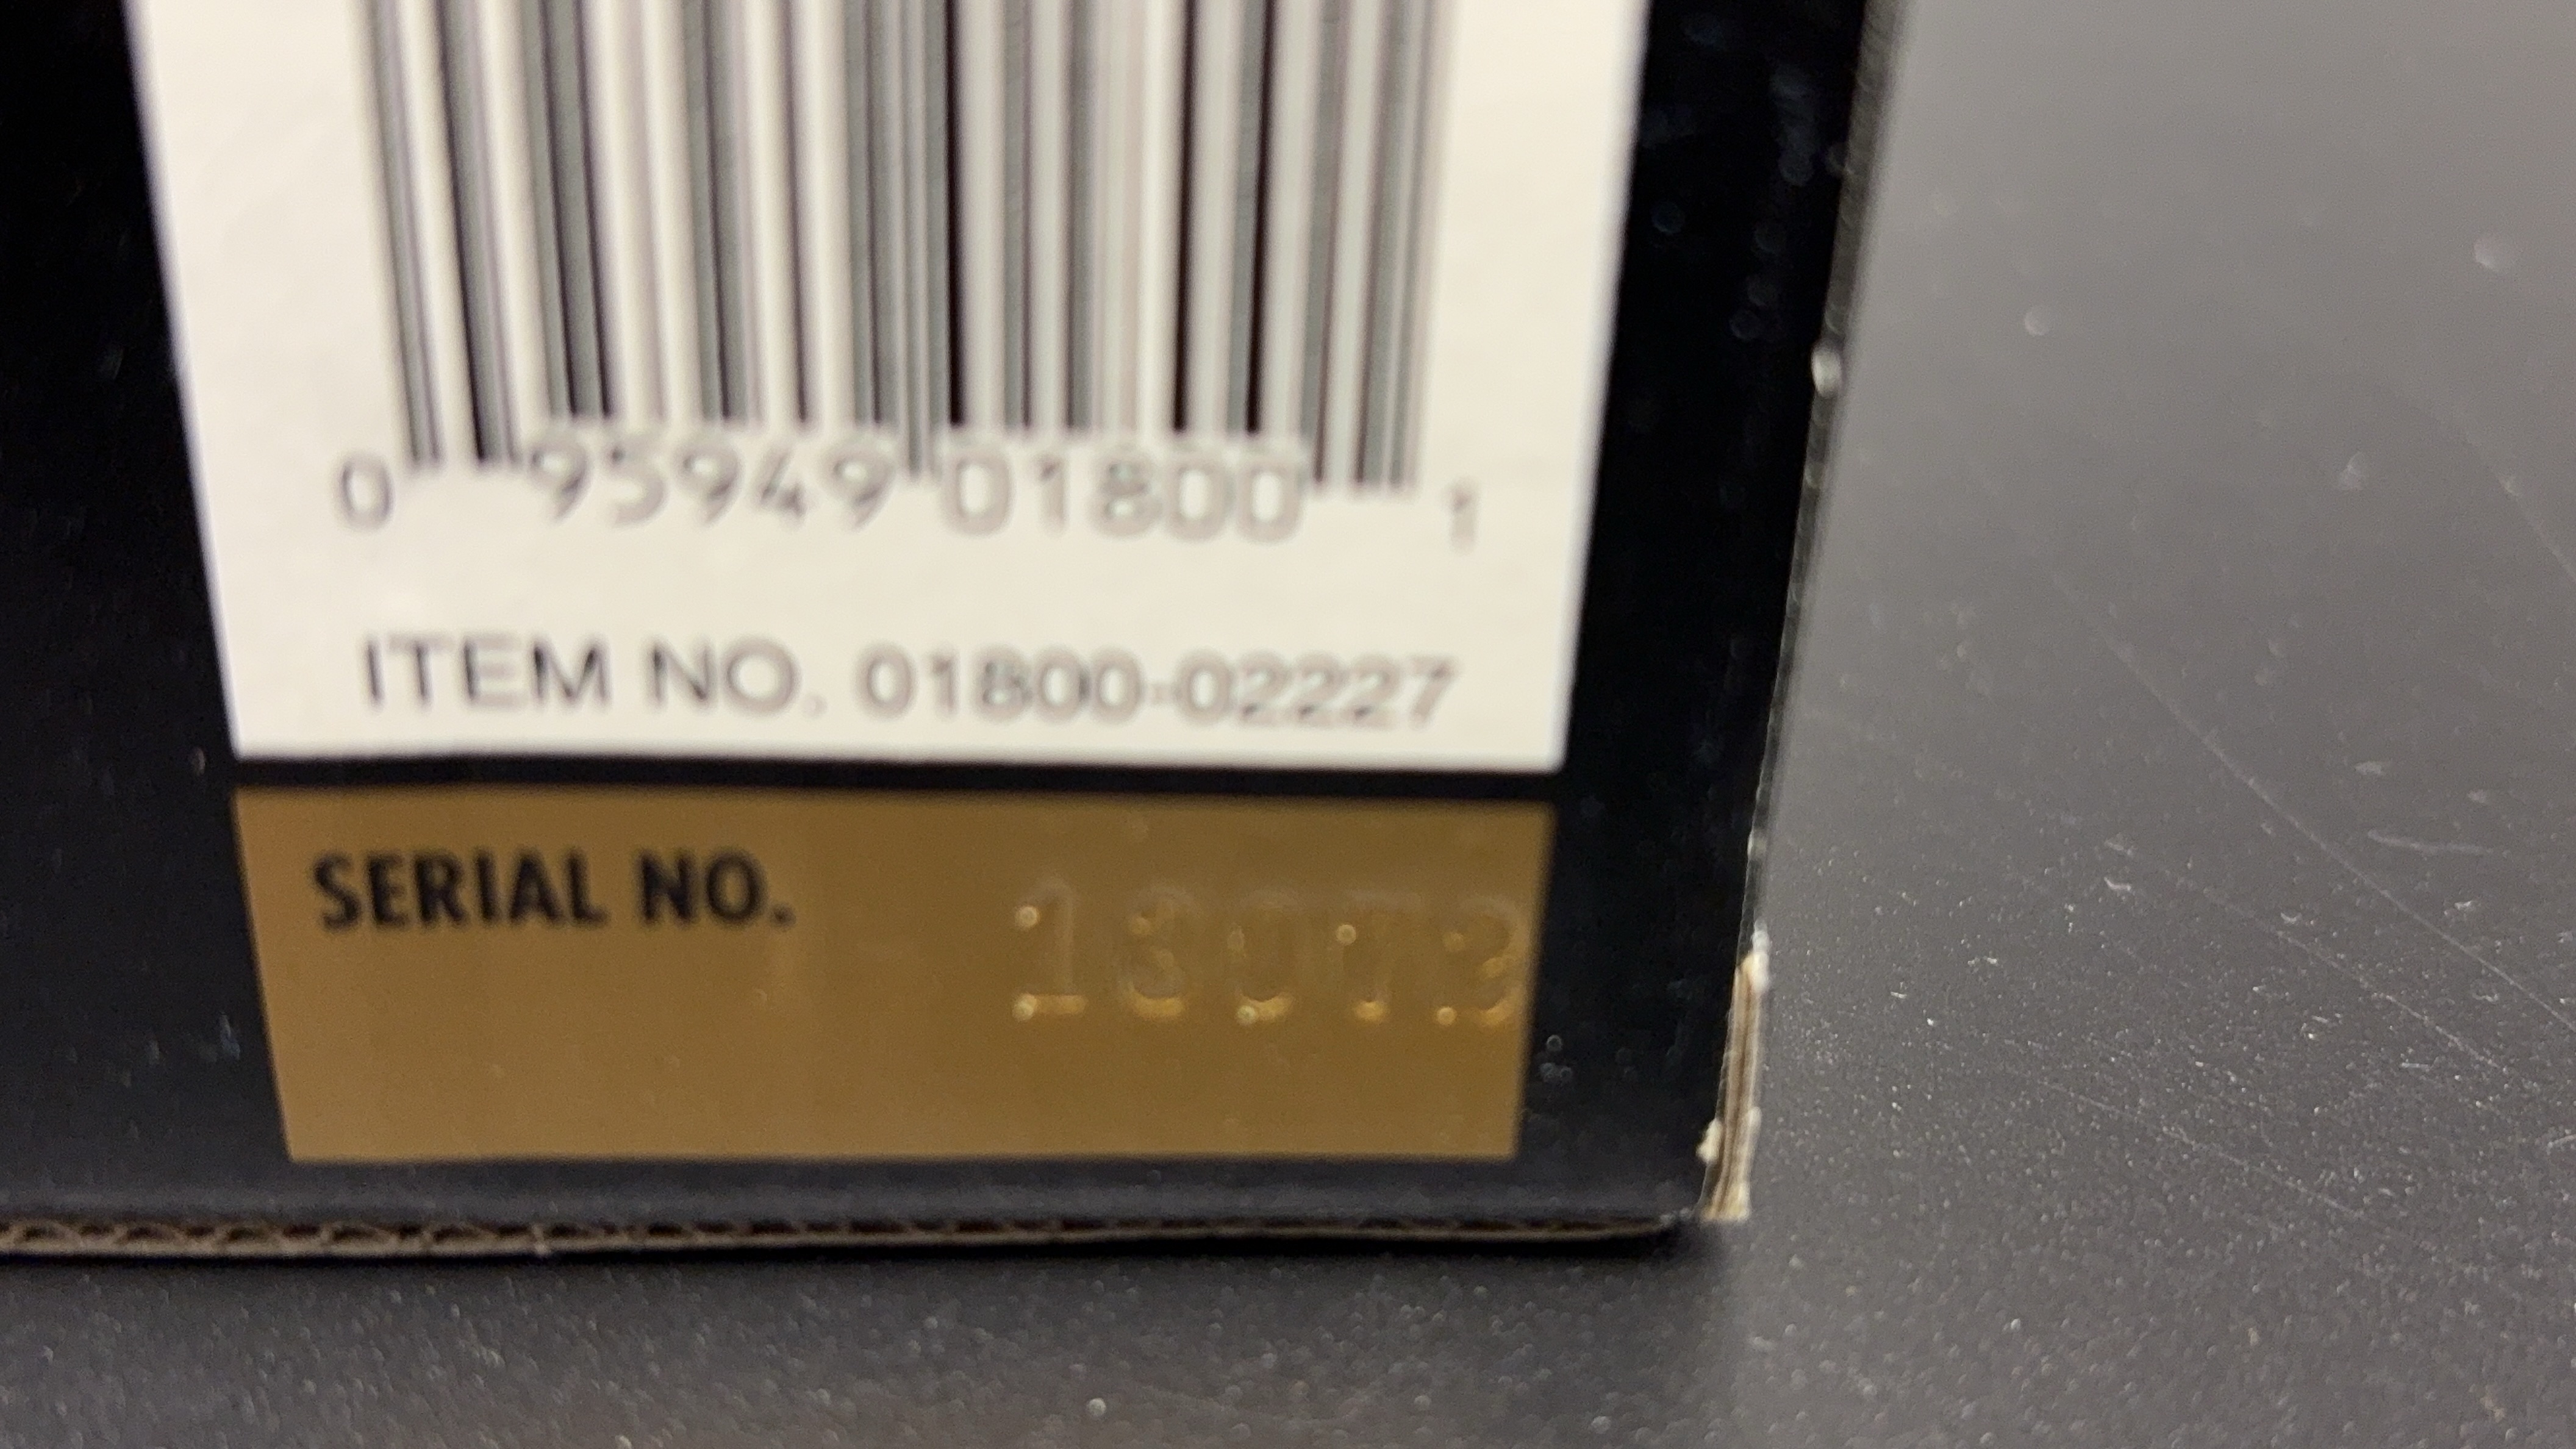 0 95949 01800 1
ITEM NO. 01800-02227
SERIAL NO.